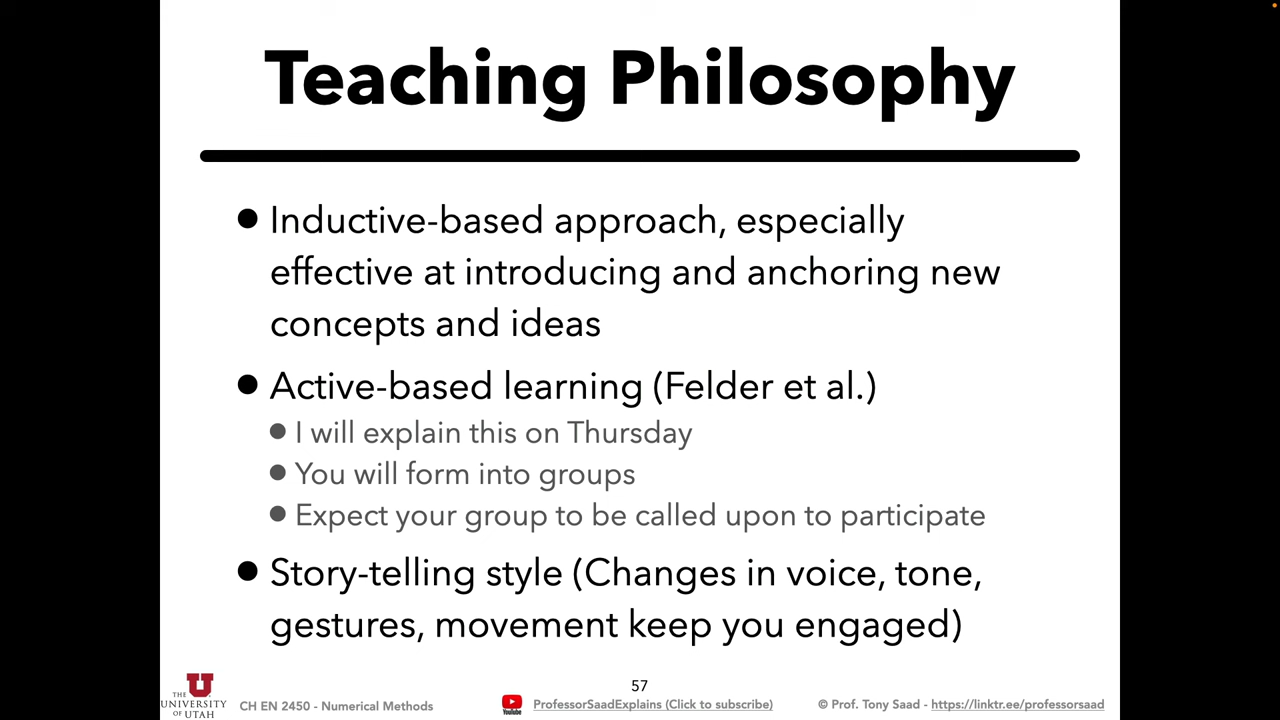 Teaching Philosophy
● Inductive-based approach, especially
effective at introducing and anchoring new
concepts and ideas
● Active-based learning (Felder et al.)
● I will explain this on Thursday
● You will form into groups
● Expect your group to be called upon to participate
● Story-telling style (Changes in voice, tone,
gestures, movement keep you engaged)
57
THE
UNIVERSITY
OF UTAH
CH EN 2450 - Numerical Methods
YouTube
ProfessorSaadExplains (Click to subscribe)
© Prof. Tony Saad - https://linktr.ee/professorsaad